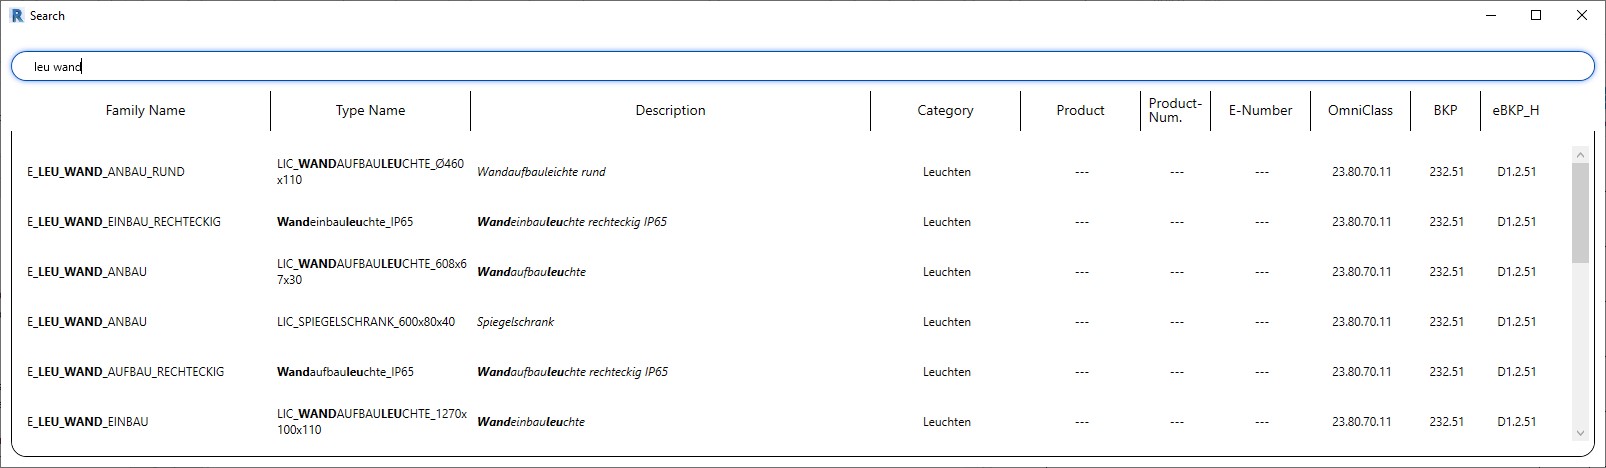 R Search
leu wand
Family Name Type Name Description Category Product Product-Num. E-Number OmniClass BKP eBKP_H
E_LEU_WAND_ANBAU_RUND LIC_WANDAUFBAULEUCHTE_Ø460x110 Wandaufbauleichte rund Leuchten --- --- --- 23.80.70.11 232.51 D1.2.51
E_LEU_WAND_EINBAU_RECHTECKIG Wandeinbauleuchte_IP65 Wandeinbauleuchte rechteckig IP65 Leuchten --- --- --- 23.80.70.11 232.51 D1.2.51
E_LEU_WAND_ANBAU LIC_WANDAUFBAULEUCHTE_608x67x30 Wandaufbauleuchte Leuchten --- --- --- 23.80.70.11 232.51 D1.2.51
E_LEU_WAND_ANBAU LIC_SPIEGELSCHRANK_600x80x40 Spiegelschrank Leuchten --- --- --- 23.80.70.11 232.51 D1.2.51
E_LEU_WAND_AUFBAU_RECHTECKIG Wandaufbauleuchte_IP65 Wandaufbauleuchte rechteckig IP65 Leuchten --- --- --- 23.80.70.11 232.51 D1.2.51
E_LEU_WAND_EINBAU LIC_WANDAUFBAULEUCHTE_1270x100x110 Wandeinbauleuchte Leuchten --- --- --- 23.80.70.11 232.51 D1.2.51